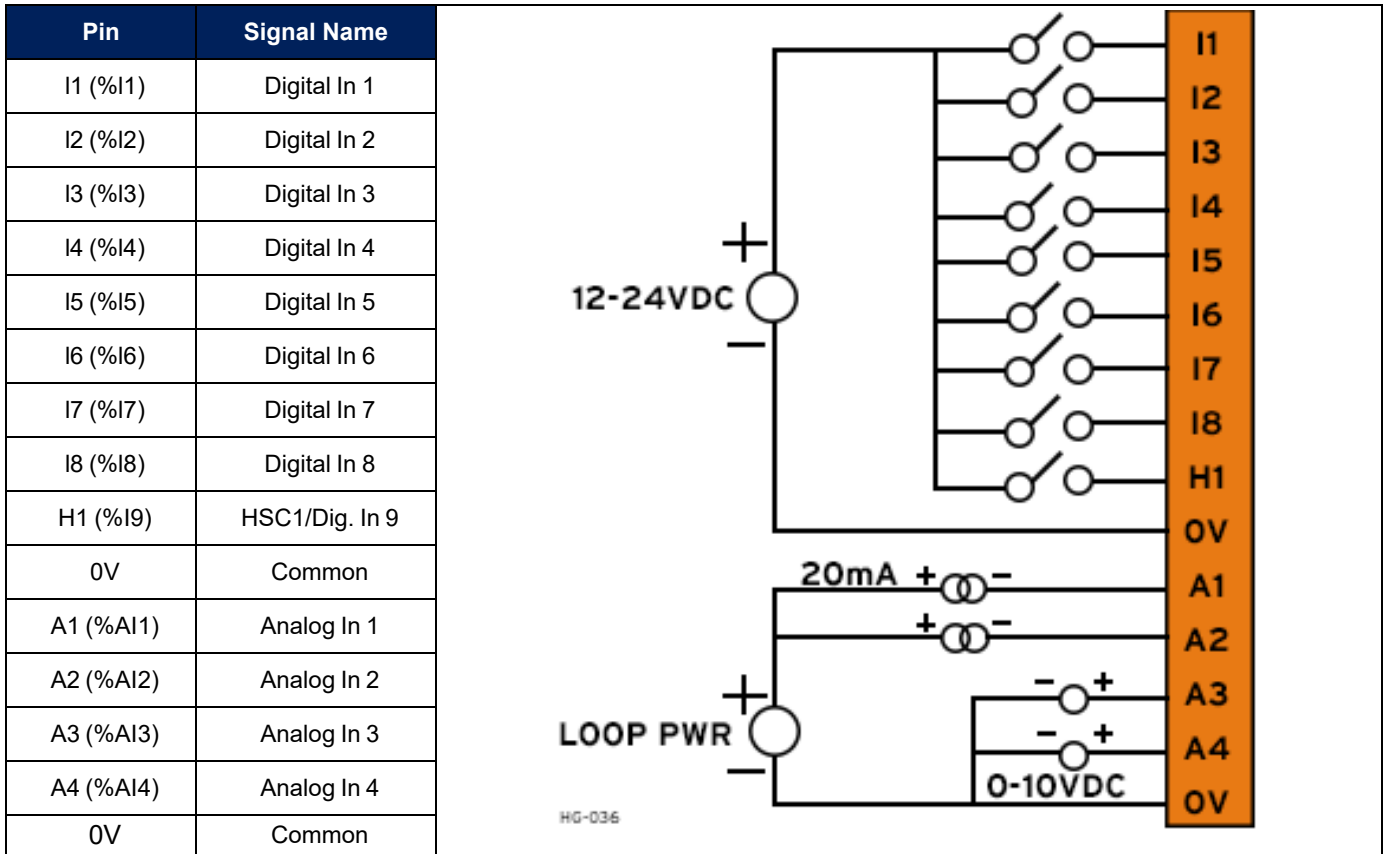 Pin Signal Name
I1 (%I1) Digital In 1
I2 (%I2) Digital In 2
I3 (%I3) Digital In 3
I4 (%I4) Digital In 4
I5 (%I5) Digital In 5
I6 (%I6) Digital In 6
I7 (%I7) Digital In 7
I8 (%I8) Digital In 8
H1 (%I9) HSC1/Dig. In 9
0V Common
A1 (%AI1) Analog In 1
A2 (%AI2) Analog In 2
A3 (%AI3) Analog In 3
A4 (%AI4) Analog In 4
0V Common
I1
I2
I3
I4
+
I5
12-24VDC
I6
−
I7
I8
H1
0V
20mA + − A1
+ − A2
+ − + A3
LOOP PWR
− + A4
−
0-10VDC
0V
HG-036